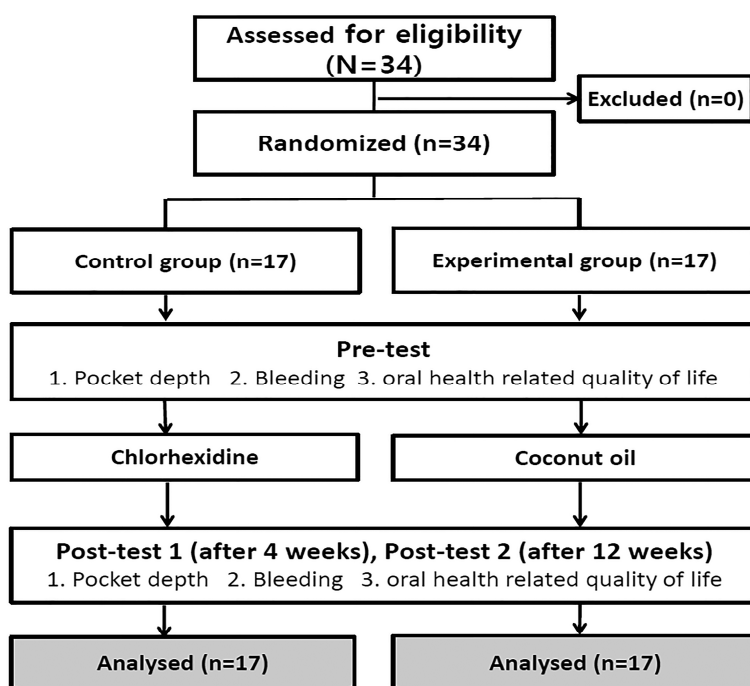 Assessed for eligibility
(N=34)
Excluded (n=0)
Randomized (n=34)
Control group (n=17)
Experimental group (n=17)
Pre-test
1. Pocket depth 2. Bleeding 3. oral health related quality of life
Chlorhexidine
Coconut oil
Post-test 1 (after 4 weeks), Post-test 2 (after 12 weeks)
1. Pocket depth 2. Bleeding 3. oral health related quality of life
Analysed (n=17)
Analysed (n=17)